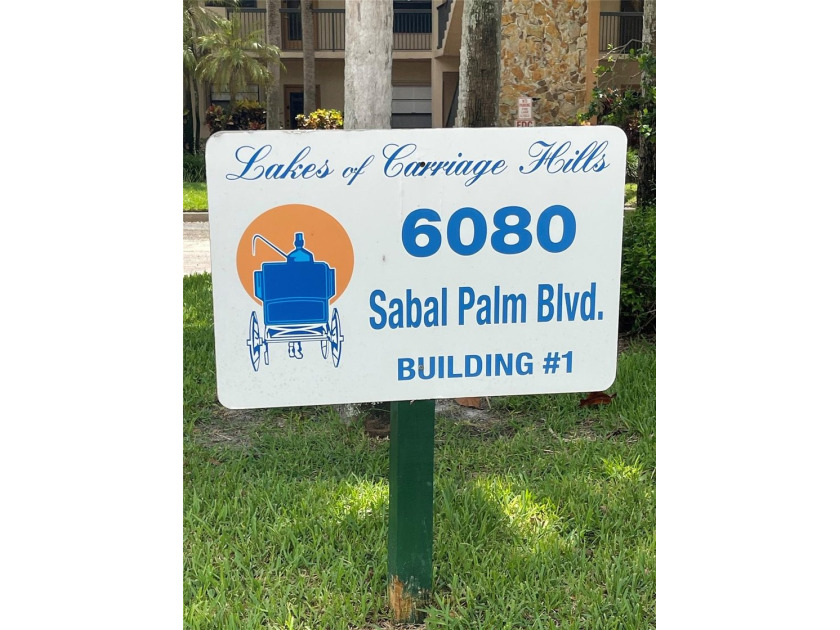 Lakes of Carriage Hills
6080
Sabal Palm Blvd.
BUILDING #1